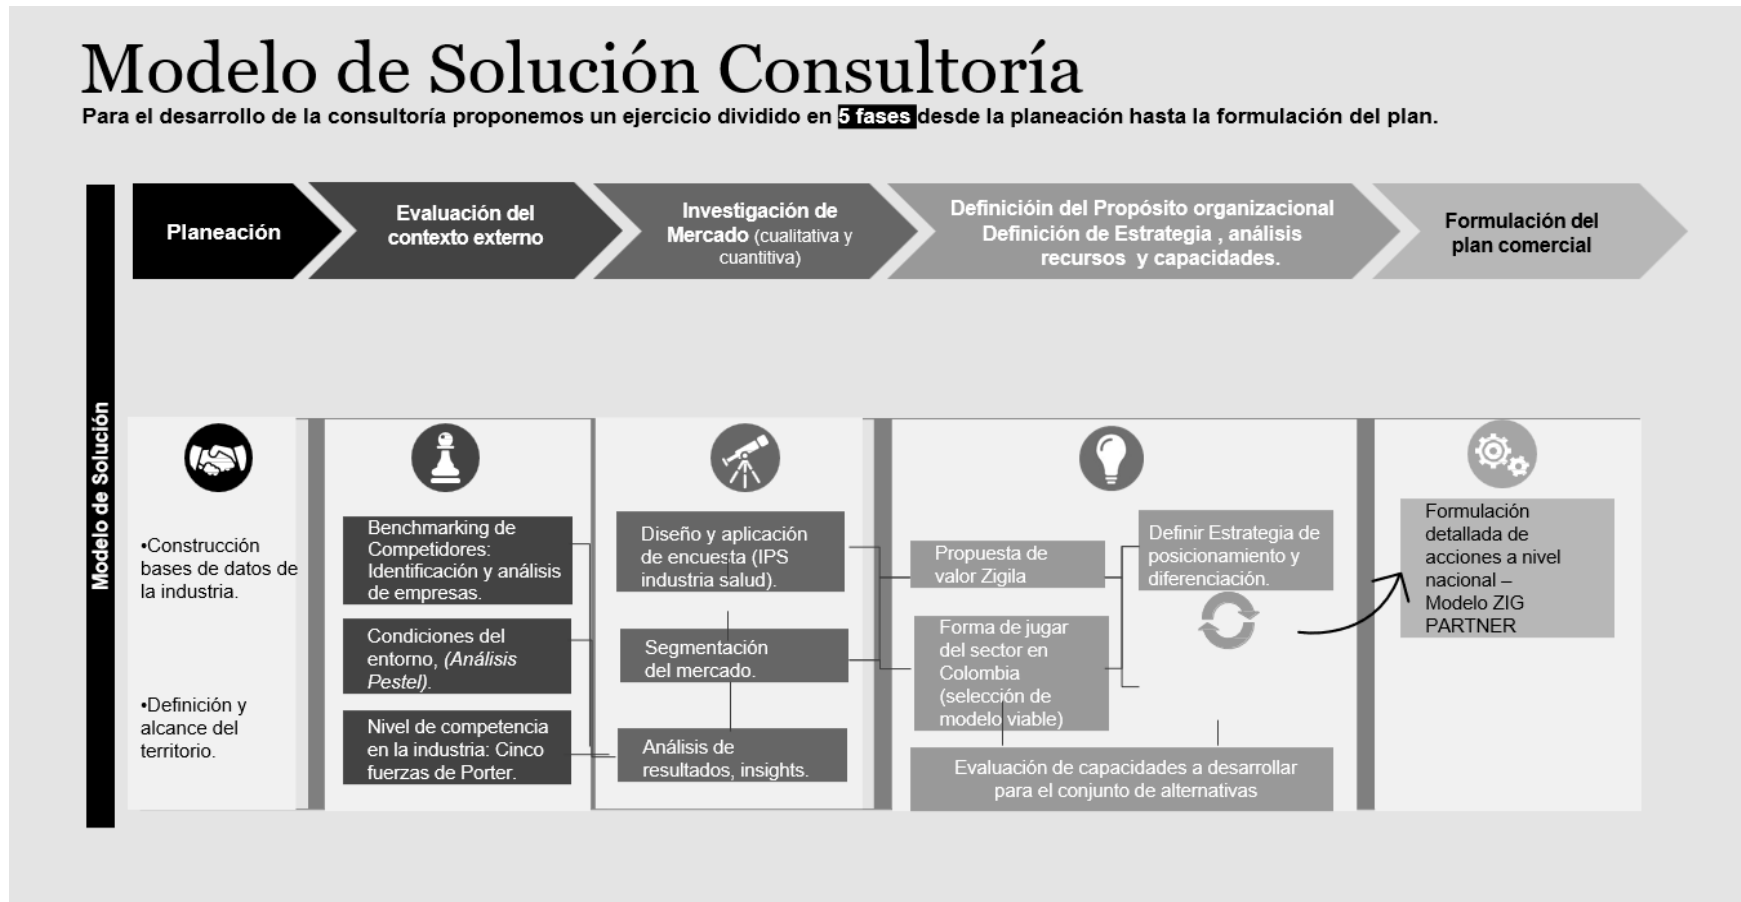 Modelo de Solución Consultoría
Para el desarrollo de la consultoría proponemos un ejercicio dividido en 5 fases desde la planeación hasta la formulación del plan.
Planeación
Evaluación del
contexto externo
Investigación de
Mercado (cualitativa y
cuantitiva)
Definicióin del Propósito organizacional
Definición de Estrategia , análisis
recursos y capacidades.
Formulación del
plan comercial
Modelo de Solución
•Construcción
bases de datos de
la industria.
•Definición y
alcance del
territorio.
Benchmarking de
Competidores:
Identificación y análisis
de empresas.
Condiciones del
entorno, (Análisis
Pestel).
Nivel de competencia
en la industria: Cinco
fuerzas de Porter.
Diseño y aplicación
de encuesta (IPS
industria salud).
Segmentación
del mercado.
Análisis de
resultados, insights.
Propuesta de
valor Zigila
Forma de jugar
del sector en
Colombia
(selección de
modelo viable)
Definir Estrategia de
posicionamiento y
diferenciación.
Evaluación de capacidades a desarrollar
para el conjunto de alternativas
Formulación
detallada de
acciones a nivel
nacional –
Modelo ZIG
PARTNER